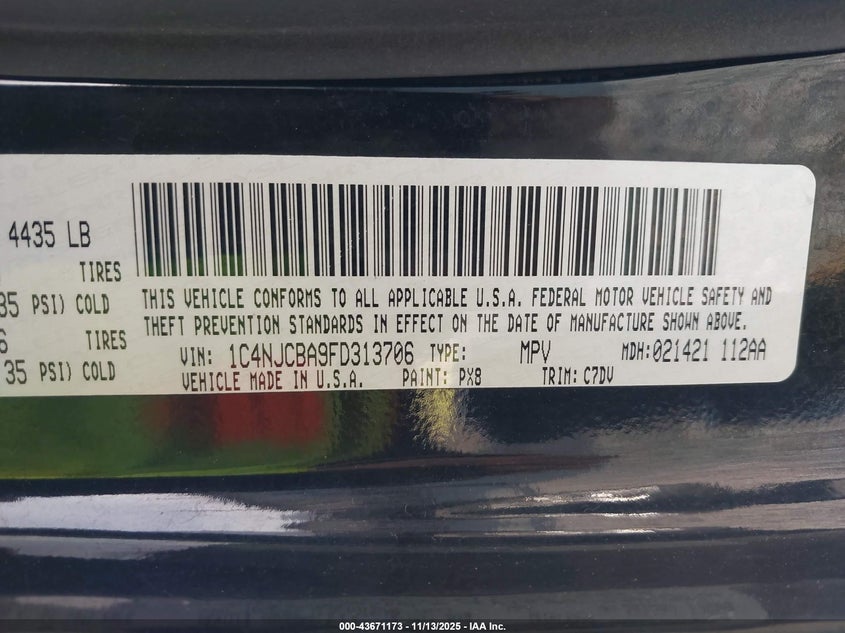 4435 LB
TIRES
35 PSI) COLD
TIRES
35 PSI) COLD
THIS VEHICLE CONFORMS TO ALL APPLICABLE U.S.A. FEDERAL MOTOR VEHICLE SAFETY AND
THEFT PREVENTION STANDARDS IN EFFECT ON THE DATE OF MANUFACTURE SHOWN ABOVE.
VIN: 1C4NJCBA9FD313706 TYPE: MPV MDH:021421 112AA
VEHICLE MADE IN U.S.A. PAINT: PX8 TRIM: C7DV
000-43671173 - 11/13/2025 - IAA Inc.